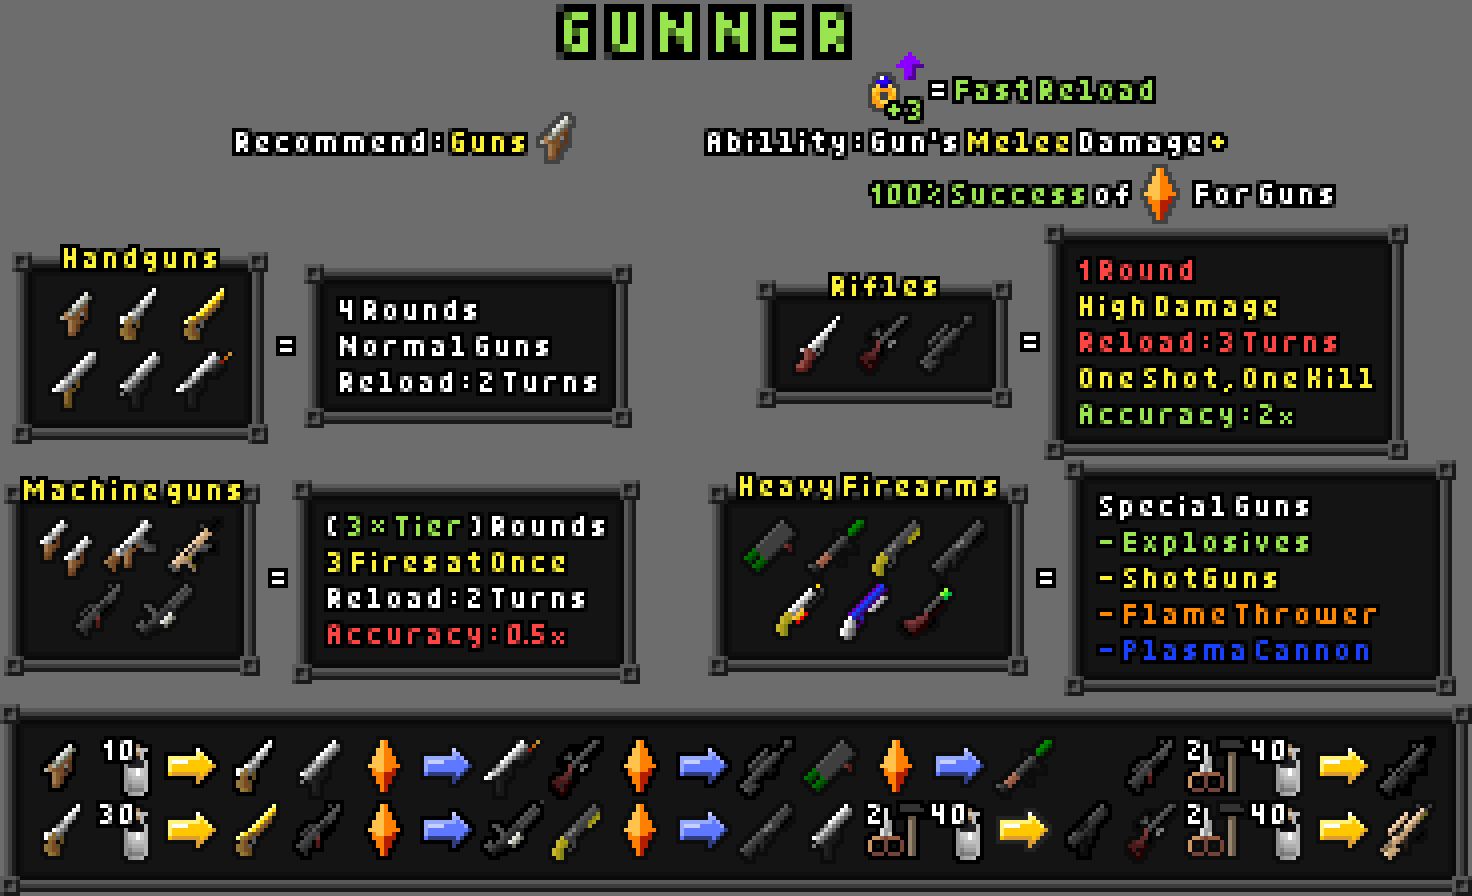 GUNNER
+3 = Fast Reload
Recommend: Guns
Abillity: Gun's Melee Damage +
100% Success of For Guns
Handguns
=
4 Rounds
Normal Guns
Reload: 2 Turns
Rifles
=
1 Round
High Damage
Reload: 3 Turns
One Shot, One Kill
Accuracy: 2x
Machine guns
=
(3 x Tier) Rounds
3 Fires at Once
Reload: 2 Turns
Accuracy: 0.5x
Heavy Firearms
=
Special Guns
- Explosives
- Shot Guns
- Flame Thrower
- Plasma Cannon
10 2 40
30 2 40 2 40